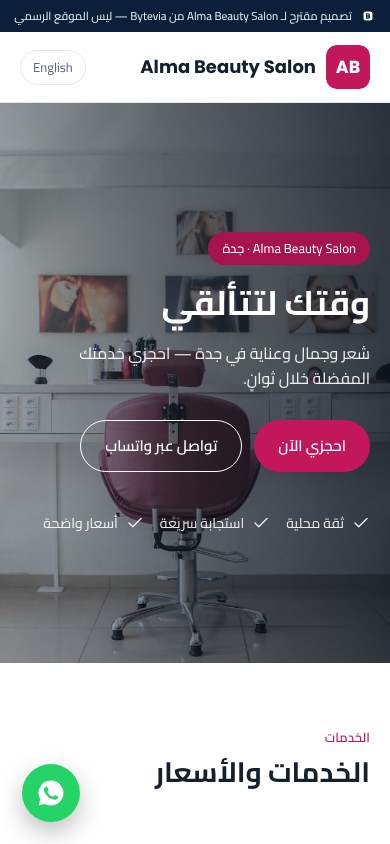 تصميم مقترح لـ Alma Beauty Salon من Bytevia — ليس الموقع الرسمي
AB Alma Beauty Salon
English
Alma Beauty Salon · جدة
وقتك لتتألقي
شعر وجمال وعناية في جدة — احجزي خدمتك
المفضلة خلال ثوانٍ.
احجزي الآن
تواصل عبر واتساب
ثقة محلية
استجابة سريعة
أسعار واضحة
الخدمات
الخدمات والأسعار